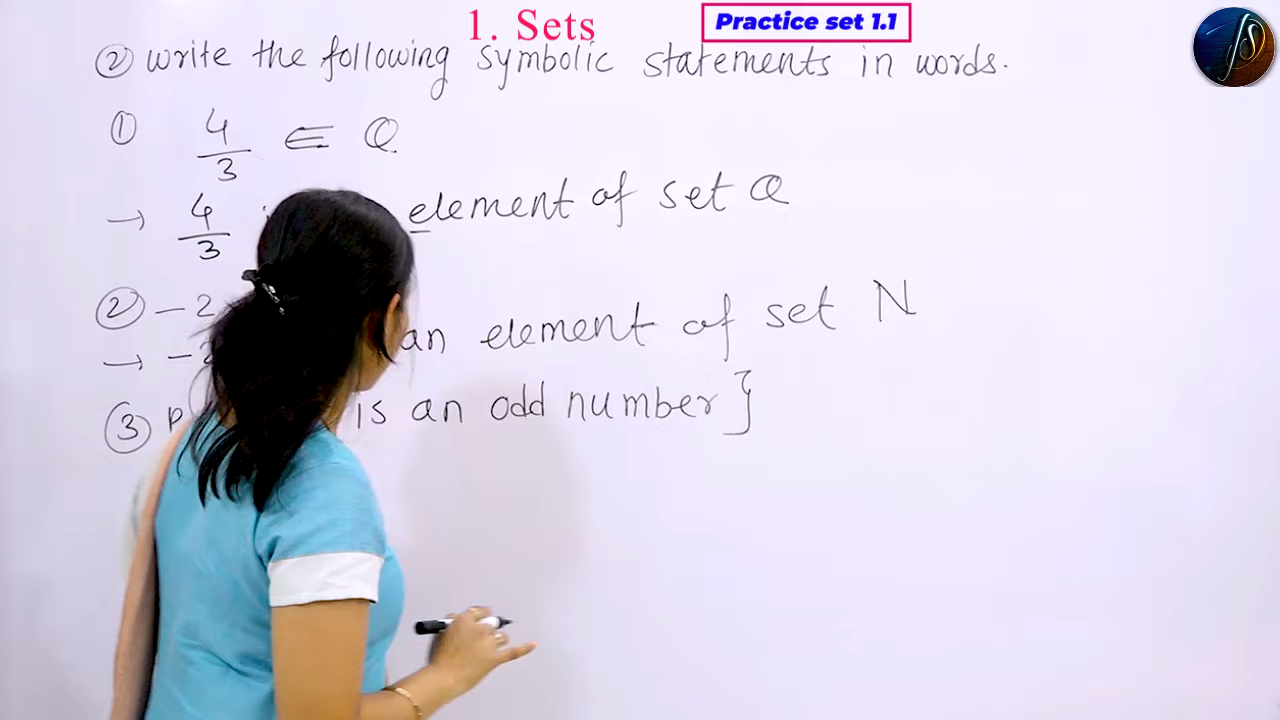 1. Sets
Practice set 1.1
② write the following symbolic statements in words.
① 4/3 ∈ Q
→ 4/3 element of set Q
② -2
→ -2 an element of set N
③ P is an odd number}